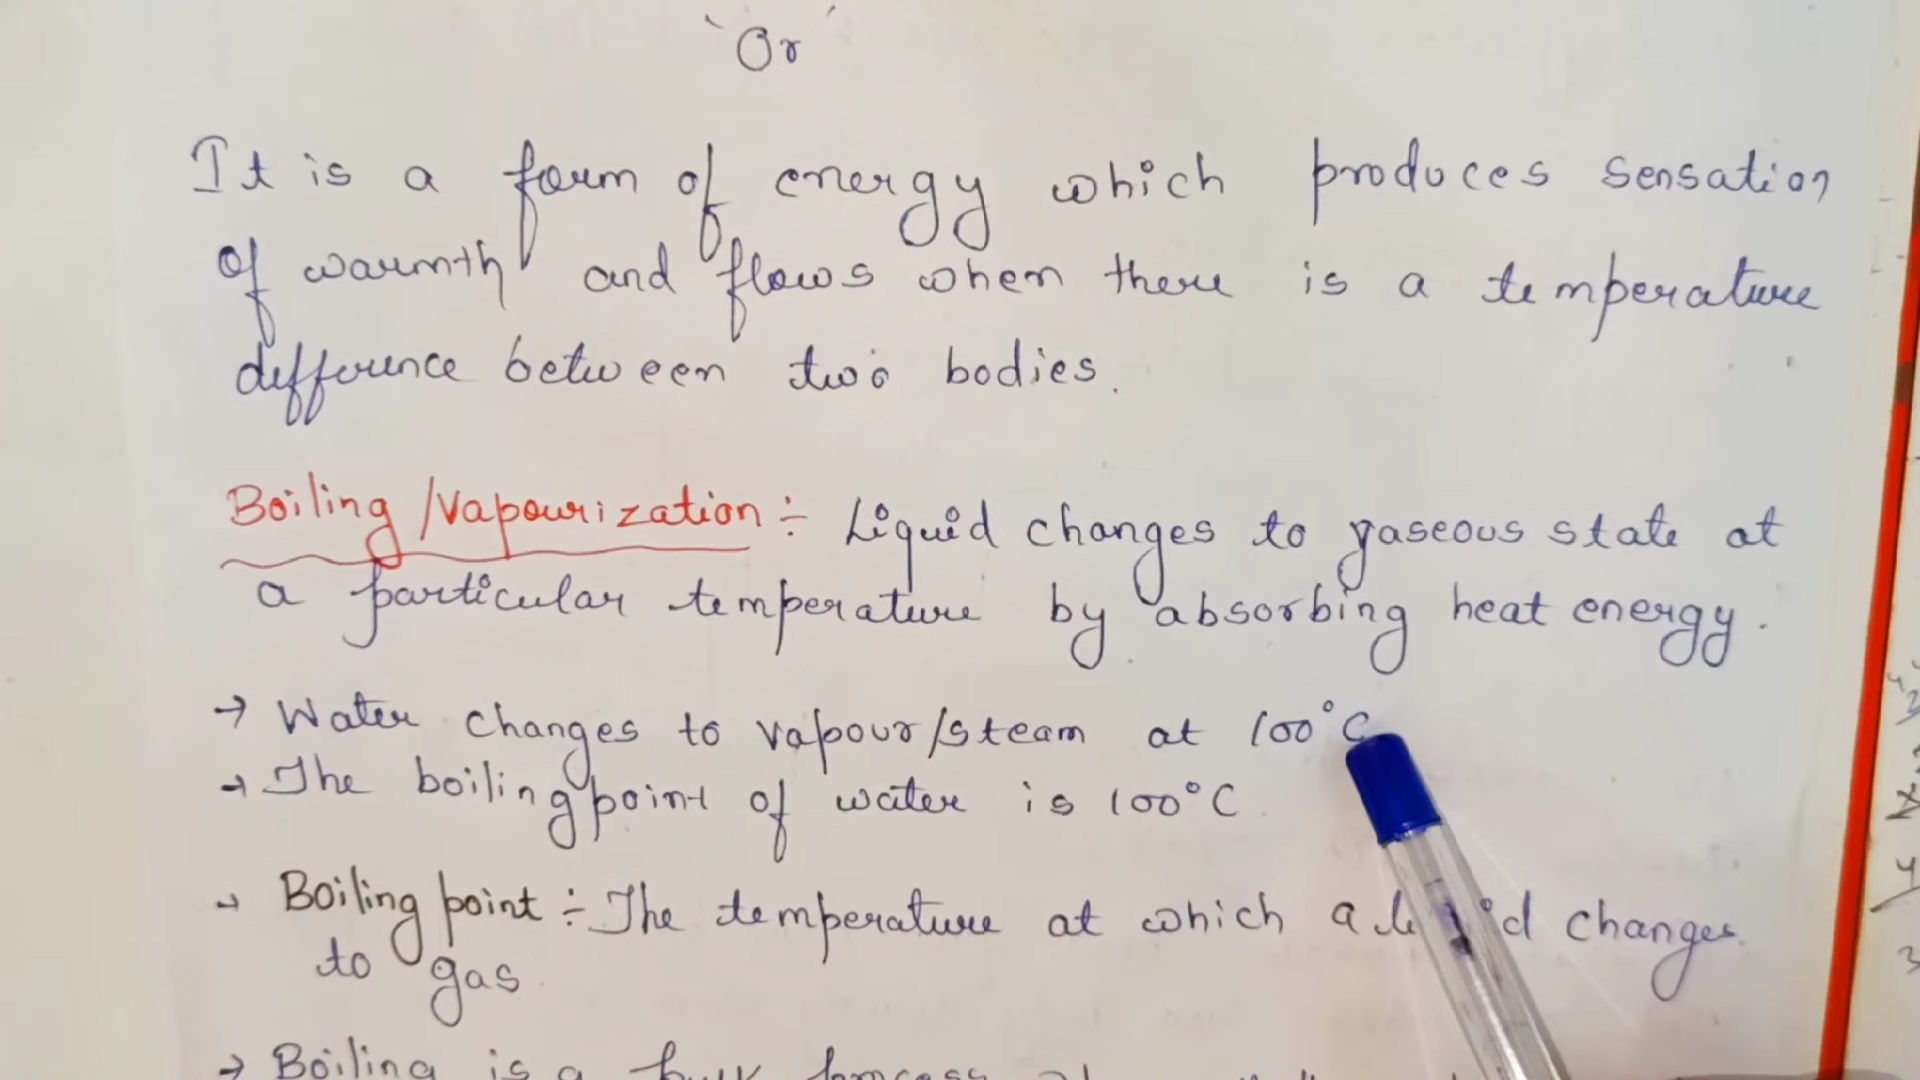 'Or'
It is a form of energy which produces sensation
of warmth and flows when there is a temperature
difference between two bodies.
Boiling/Vapourization ÷ Liquid changes to gaseous state at
a particular temperature by absorbing heat energy.
→ Water changes to vapour/steam at 100°C
→ The boiling point of water is 100°C.
→ Boiling point ÷ The temperature at which a changes
to gas.
→ Boiling is a bulk process